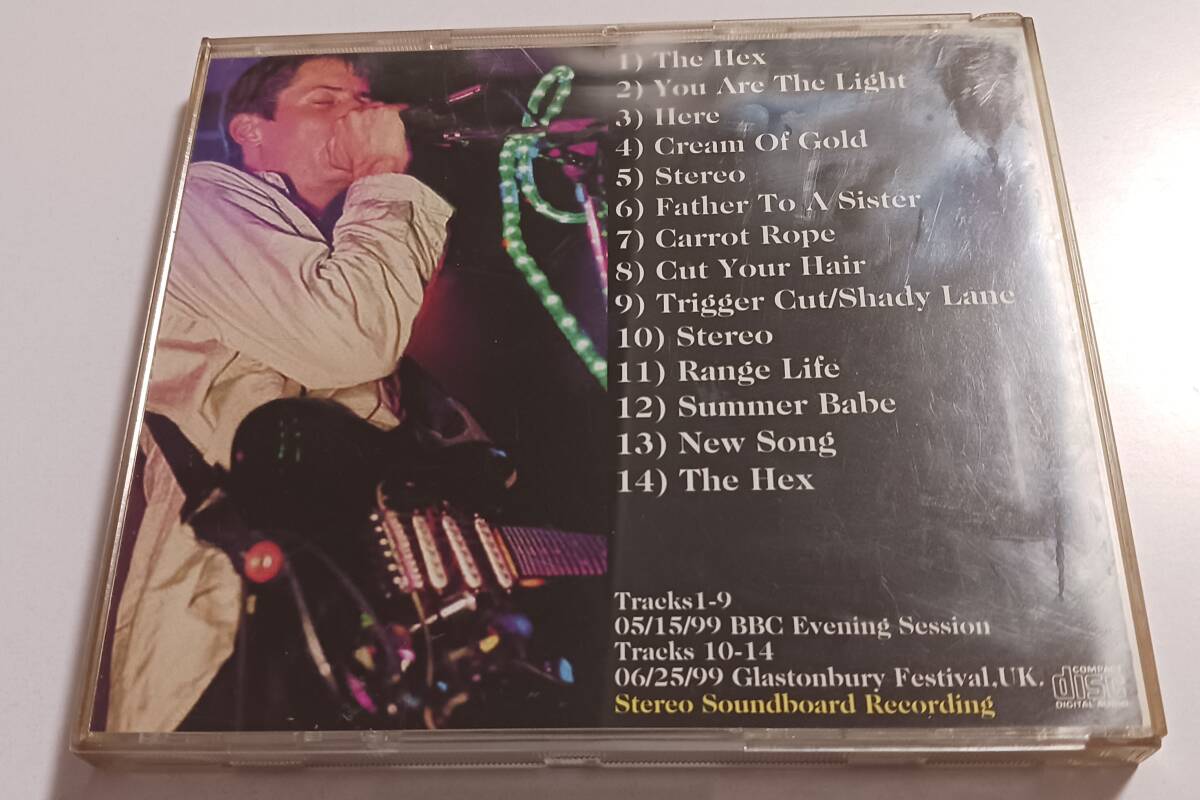 1) The Hex
2) You Are The Light
3) Here
4) Cream Of Gold
5) Stereo
6) Father To A Sister
7) Carrot Rope
8) Cut Your Hair
9) Trigger Cut/Shady Lane
10) Stereo
11) Range Life
12) Summer Babe
13) New Song
14) The Hex
Tracks1-9
05/15/99 BBC Evening Session
Tracks 10-14
06/25/99 Glastonbury Festival,UK.
Stereo Soundboard Recording
COMPACT
disc
DIGITAL AUDIO